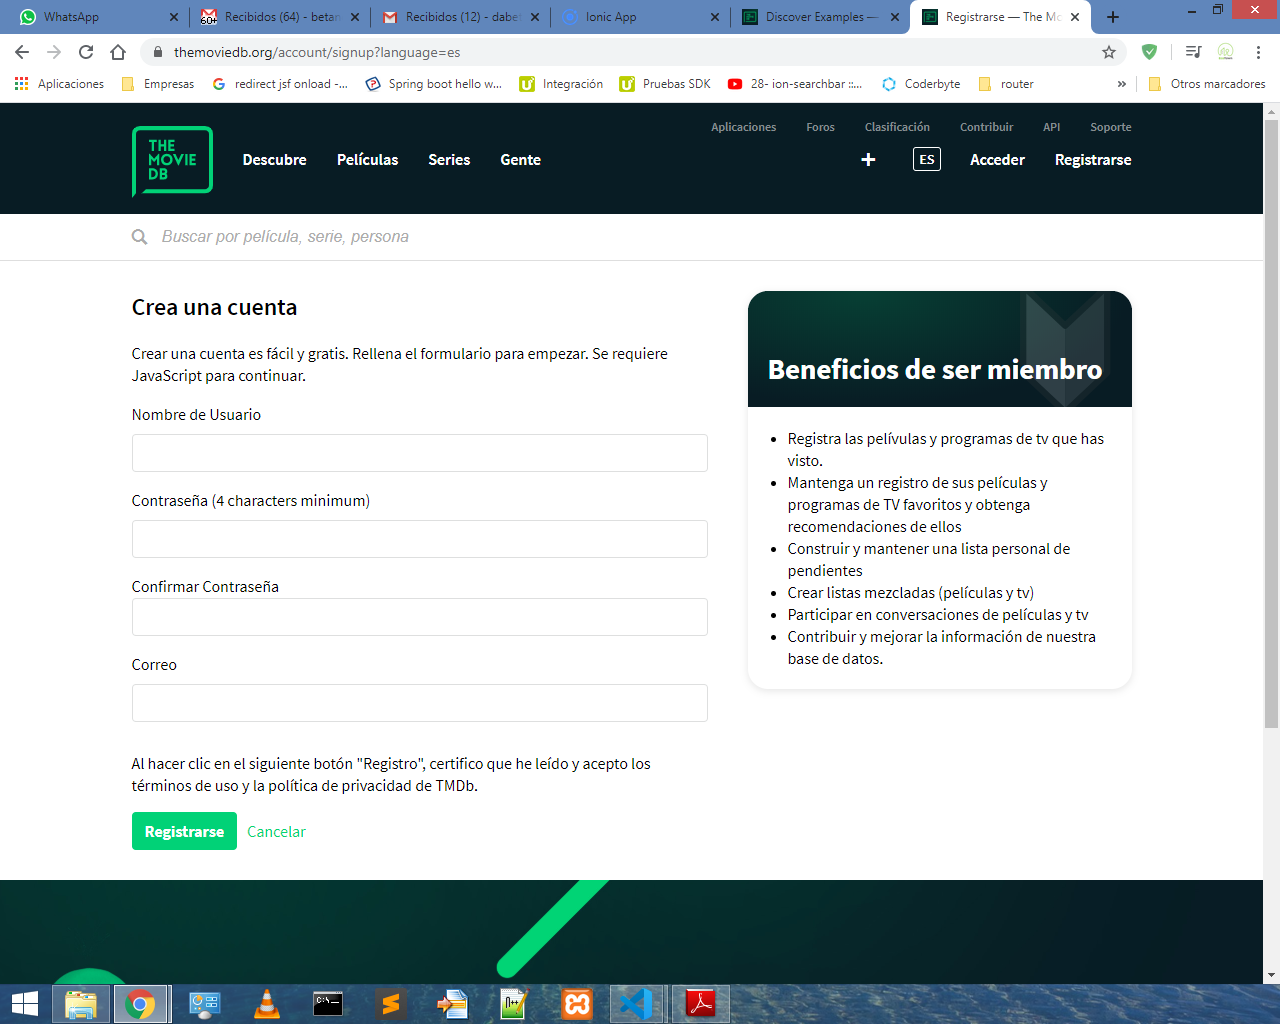 WhatsApp
Recibidos (64) - betan
Recibidos (12) - dabet
Ionic App
Discover Examples —
Registrarse — The Mo
themoviedb.org/account/signup?language=es
Aplicaciones
Empresas
redirect jsf onload -...
Spring boot hello w...
Integración
Pruebas SDK
28- ion-searchbar ::...
Coderbyte
router
»
Otros marcadores
Aplicaciones
Foros
Clasificación
Contribuir
API
Soporte
THE
MOVIE
DB
Descubre
Películas
Series
Gente
+
ES
Acceder
Registrarse
Buscar por película, serie, persona
Crea una cuenta
Crear una cuenta es fácil y gratis. Rellena el formulario para empezar. Se requiere
JavaScript para continuar.
Nombre de Usuario
Contraseña (4 characters minimum)
Confirmar Contraseña
Correo
Al hacer clic en el siguiente botón "Registro", certifico que he leído y acepto los
términos de uso y la política de privacidad de TMDb.
Registrarse
Cancelar
Beneficios de ser miembro
• Registra las pelívulas y programas de tv que has
visto.
• Mantenga un registro de sus películas y
programas de TV favoritos y obtenga
recomendaciones de ellos
• Construir y mantener una lista personal de
pendientes
• Crear listas mezcladas (películas y tv)
• Participar en conversaciones de películas y tv
• Contribuir y mejorar la información de nuestra
base de datos.